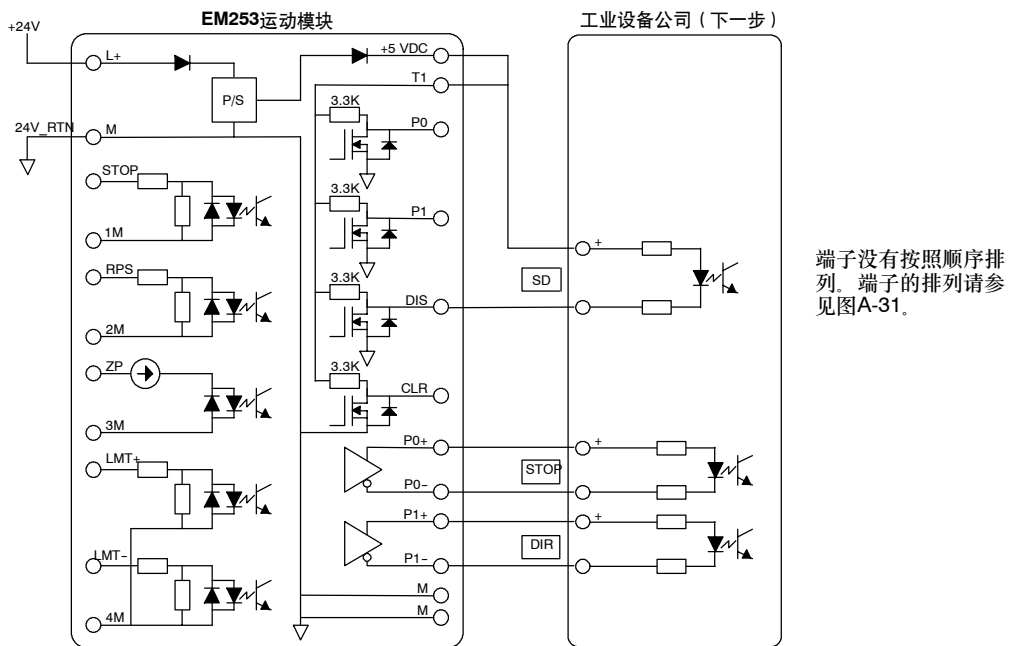 EM253运动模块
工业设备公司（下一步）
+24V
L+
+5 VDC
T1
P/S
3.3K
P0
24V_RTN
M
STOP
3.3K
P1
1M
RPS
SD
3.3K
DIS
2M
ZP
3.3K
CLR
3M
LMT+
P0+
STOP
P0-
P1+
DIR
LMT-
P1-
M
4M
M
+
+
+
端子没有按照顺序排
列。端子的排列请参
见图A-31。